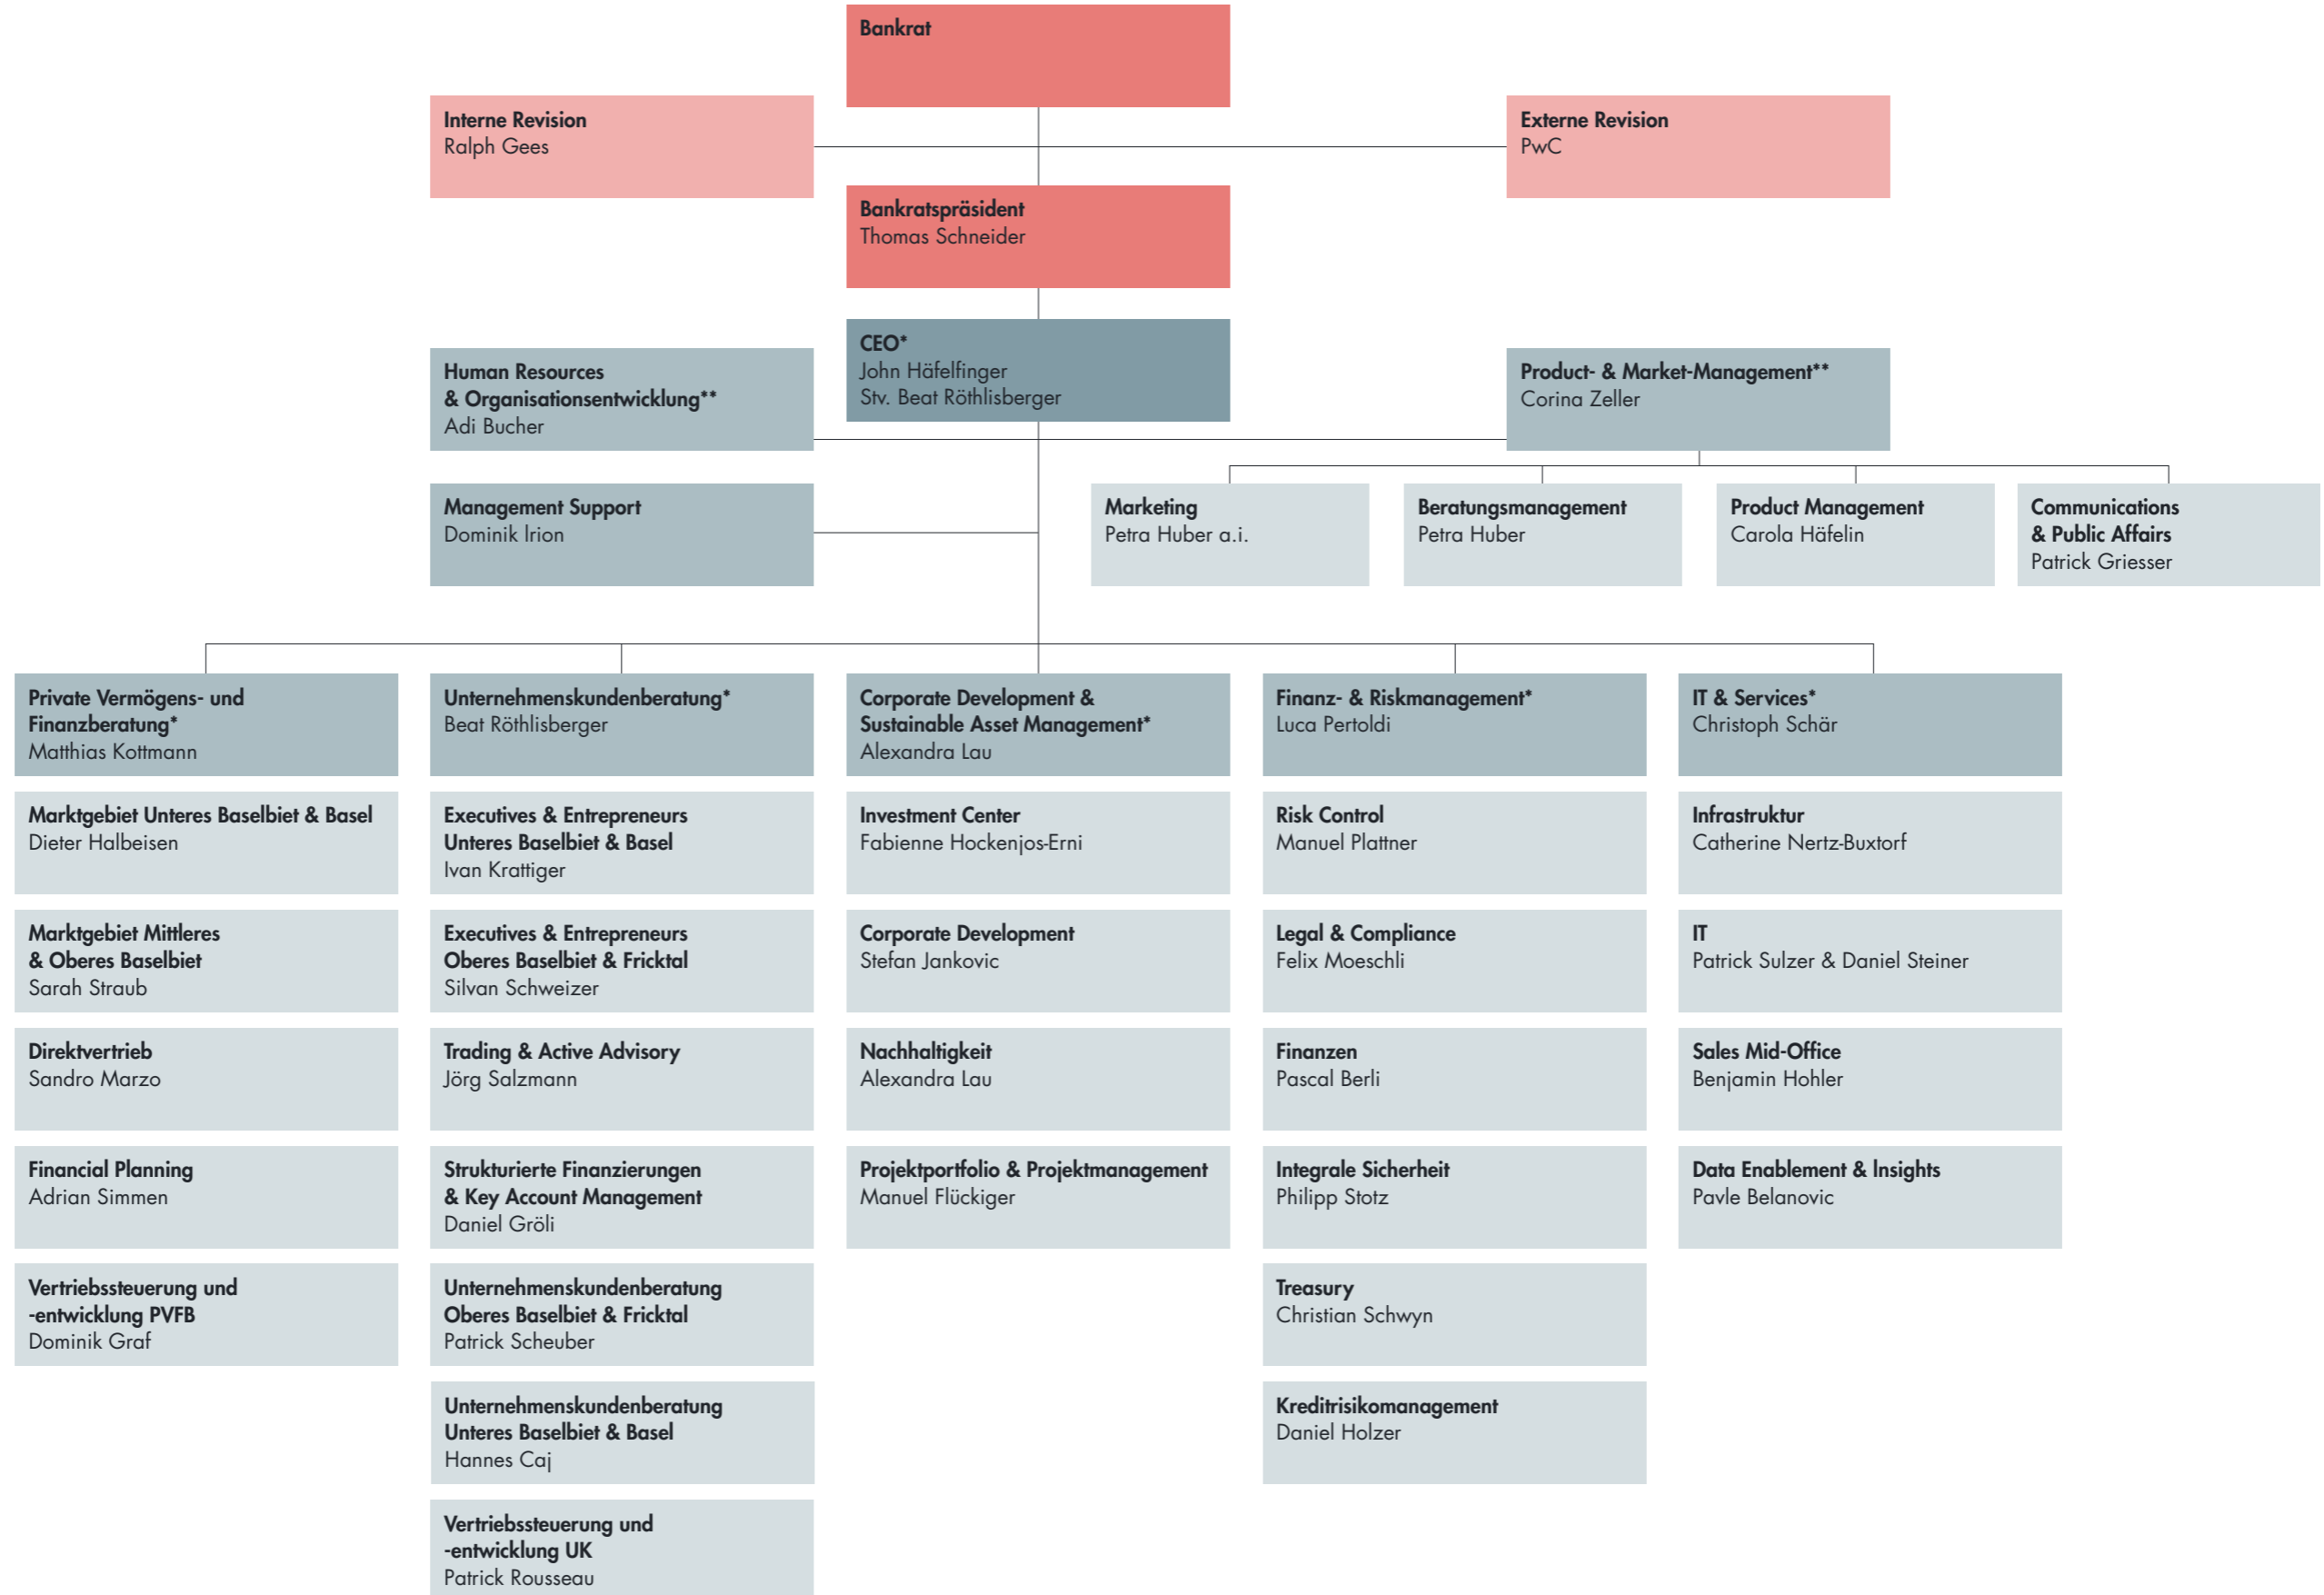 Bankrat
Interne Revision
Ralph Gees
Externe Revision
PwC
Bankratspräsident
Thomas Schneider
CEO*
John Häfelfinger
Stv. Beat Röthlisberger
Human Resources
& Organisationsentwicklung**
Adi Bucher
Product- & Market-Management**
Corina Zeller
Management Support
Dominik Irion
Marketing
Petra Huber a.i.
Beratungsmanagement
Petra Huber
Product Management
Carola Häfelin
Communications
& Public Affairs
Patrick Griesser
Private Vermögens- und
Finanzberatung*
Matthias Kottmann
Marktgebiet Unteres Baselbiet & Basel
Dieter Halbeisen
Marktgebiet Mittleres
& Oberes Baselbiet
Sarah Straub
Direktvertrieb
Sandro Marzo
Financial Planning
Adrian Simmen
Vertriebssteuerung und
-entwicklung PVFB
Dominik Graf
Unternehmenskundenberatung*
Beat Röthlisberger
Executives & Entrepreneurs
Unteres Baselbiet & Basel
Ivan Krattiger
Executives & Entrepreneurs
Oberes Baselbiet & Fricktal
Silvan Schweizer
Trading & Active Advisory
Jörg Salzmann
Strukturierte Finanzierungen
& Key Account Management
Daniel Gröli
Unternehmenskundenberatung
Oberes Baselbiet & Fricktal
Patrick Scheuber
Unternehmenskundenberatung
Unteres Baselbiet & Basel
Hannes Caj
Vertriebssteuerung und
-entwicklung UK
Patrick Rousseau
Corporate Development &
Sustainable Asset Management*
Alexandra Lau
Investment Center
Fabienne Hockenjos-Erni
Corporate Development
Stefan Jankovic
Nachhaltigkeit
Alexandra Lau
Projektportfolio & Projektmanagement
Manuel Flückiger
Finanz- & Riskmanagement*
Luca Pertoldi
Risk Control
Manuel Plattner
Legal & Compliance
Felix Moeschli
Finanzen
Pascal Berli
Integrale Sicherheit
Philipp Stotz
Treasury
Christian Schwyn
Kreditrisikomanagement
Daniel Holzer
IT & Services*
Christoph Schär
Infrastruktur
Catherine Nertz-Buxtorf
IT
Patrick Sulzer & Daniel Steiner
Sales Mid-Office
Benjamin Hohler
Data Enablement & Insights
Pavle Belanovic